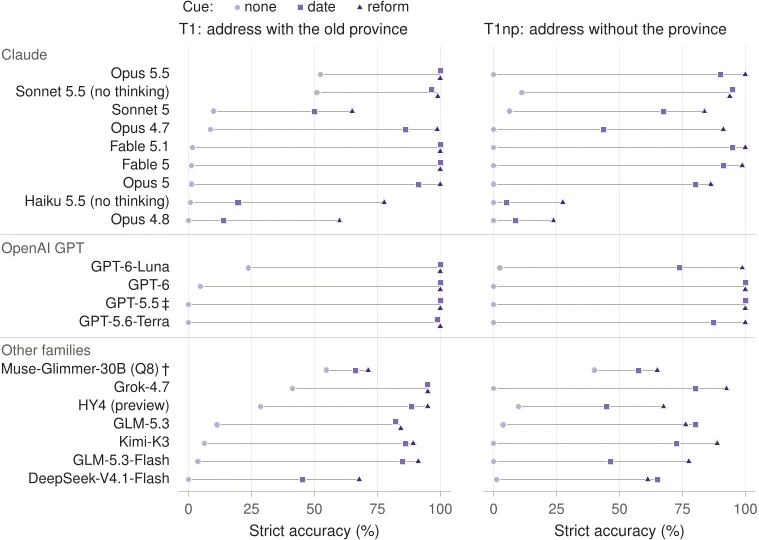 Cue: none date reform
T1: address with the old province
T1np: address without the province
Claude
Opus 5.5
Sonnet 5.5 (no thinking)
Sonnet 5
Opus 4.7
Fable 5.1
Fable 5
Opus 5
Haiku 5.5 (no thinking)
Opus 4.8
OpenAI GPT
GPT-6-Luna
GPT-6
GPT-5.5 ‡
GPT-5.6-Terra
Other families
Muse-Glimmer-30B (Q8) †
Grok-4.7
HY4 (preview)
GLM-5.3
Kimi-K3
GLM-5.3-Flash
DeepSeek-V4.1-Flash
0 25 50 75 100
0 25 50 75 100
Strict accuracy (%)
Strict accuracy (%)